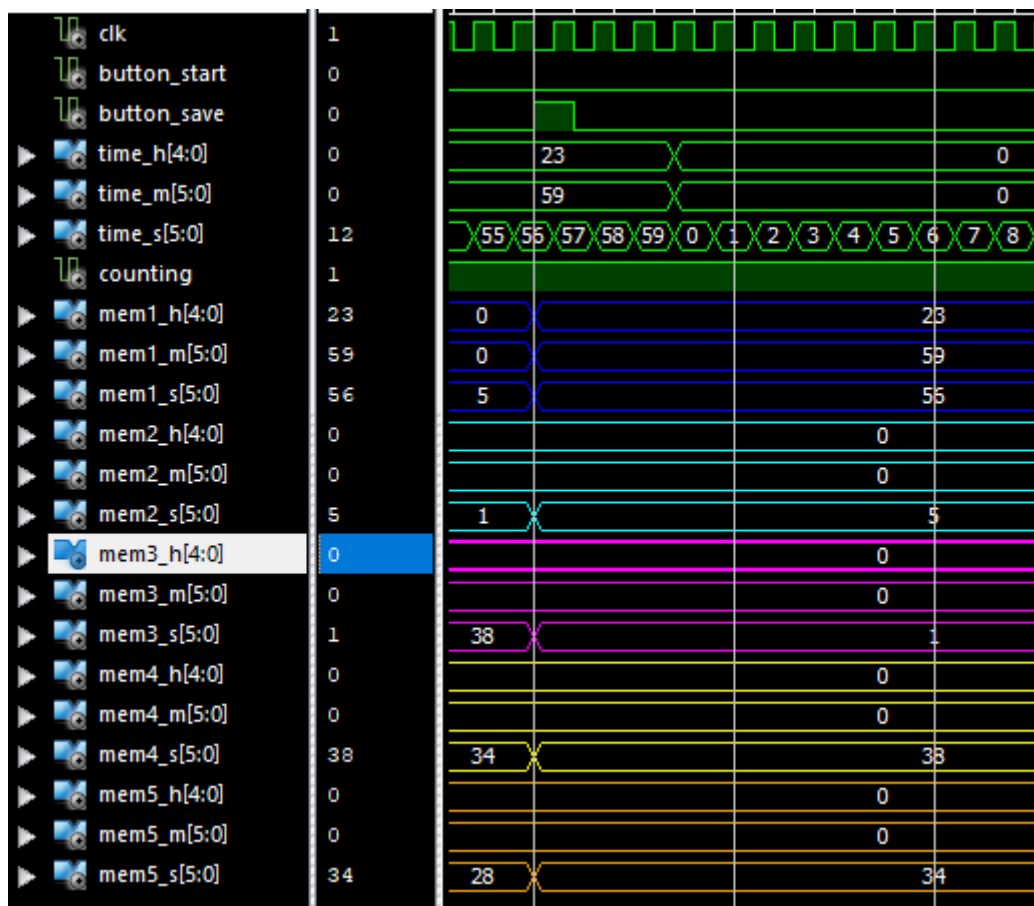 clk 1
button_start 0
button_save 0
time_h[4:0] 0 23 0
time_m[5:0] 0 59 0
time_s[5:0] 12 55 56 57 58 59 0 1 2 3 4 5 6 7 8
counting 1
mem1_h[4:0] 23 0 23
mem1_m[5:0] 59 0 59
mem1_s[5:0] 56 5 56
mem2_h[4:0] 0 0
mem2_m[5:0] 0 0
mem2_s[5:0] 5 1 5
mem3_h[4:0] 0 0
mem3_m[5:0] 0 0
mem3_s[5:0] 1 38 1
mem4_h[4:0] 0 0
mem4_m[5:0] 0 0
mem4_s[5:0] 38 34 38
mem5_h[4:0] 0 0
mem5_m[5:0] 0 0
mem5_s[5:0] 34 28 34